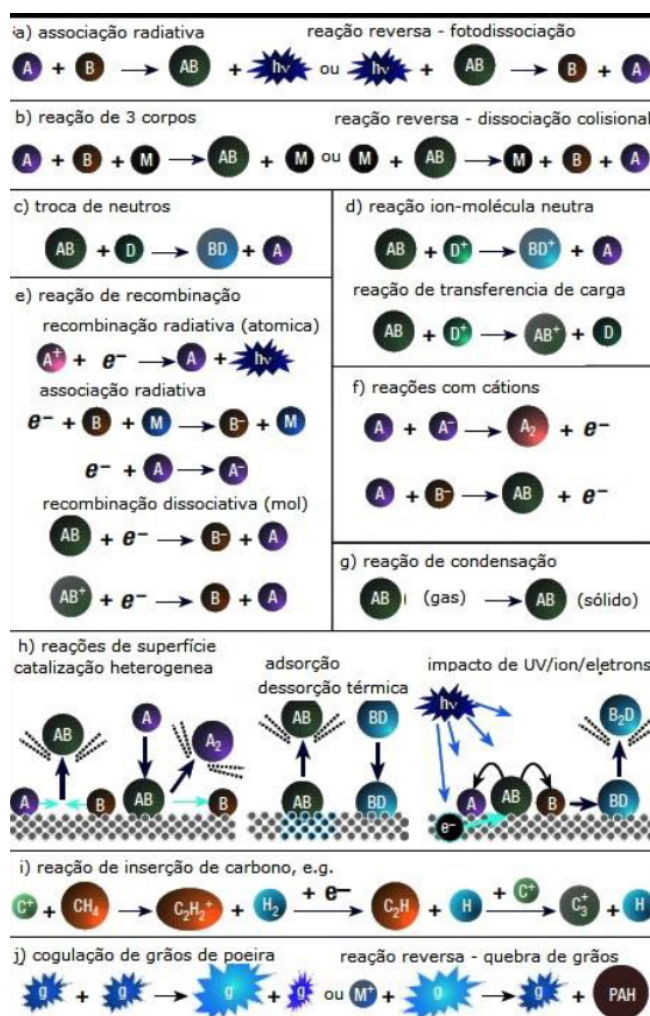 a) associação radiativa reação reversa - fotodissociação
A + B → AB + hν ou hν + AB → B + A
b) reação de 3 corpos reação reversa - dissociação colisional
A + B + M → AB + M ou M + AB → M + B + A
c) troca de neutros
AB + D → BD + A
d) reação ion-molécula neutra
AB + D⁺ → BD⁺ + A
reação de transferencia de carga
AB + D⁺ → AB⁺ + D
e) reação de recombinação
recombinação radiativa (atomica)
A⁺ + e⁻ → A + hν
associação radiativa
e⁻ + B + M → B⁻ + M
e⁻ + A → A⁻
recombinação dissociativa (mol)
AB + e⁻ → B⁻ + A
AB⁺ + e⁻ → B + A
f) reações com cátions
A + A⁻ → A₂ + e⁻
A + B⁻ → AB + e⁻
g) reação de condensação
AB (gas) → AB (sólido)
h) reações de superfície
catalização heterogenea
AB A A₂
A B AB B
adsorção
dessorção térmica
AB BD
AB BD
impacto de UV/ion/eletrons
hν B₂D
A AB B BD
e⁻
i) reação de inserção de carbono, e.g.
C⁺ + CH₄ → C₂H₂⁺ + H₂ + e⁻ → C₂H + H + C⁺ → C₃⁺ + H
j) cogulação de grãos de poeira reação reversa - quebra de grãos
g + g → g + g ou M⁺ + g → g + PAH